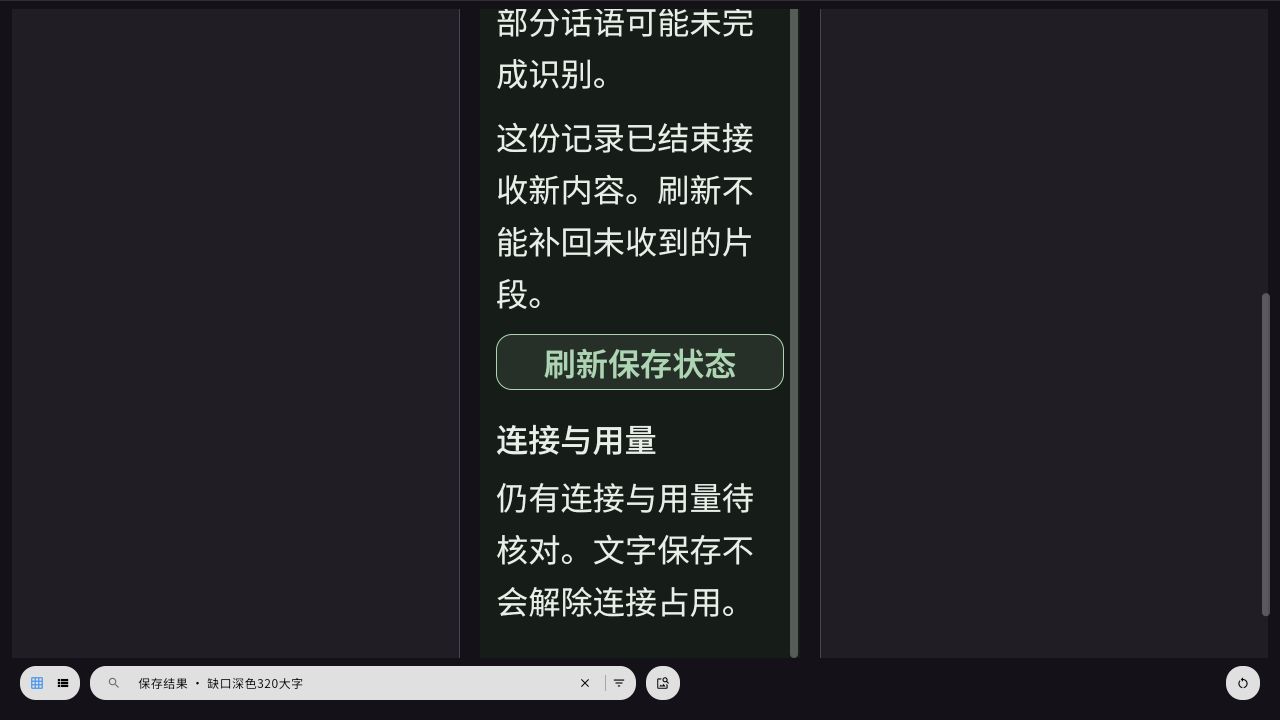 部分话语可能未完
成识别。
这份记录已结束接
收新内容。刷新不
能补回未收到的片
段。
刷新保存状态
连接与用量
仍有连接与用量待
核对。文字保存不
会解除连接占用。
保存结果 • 缺口深色320大字